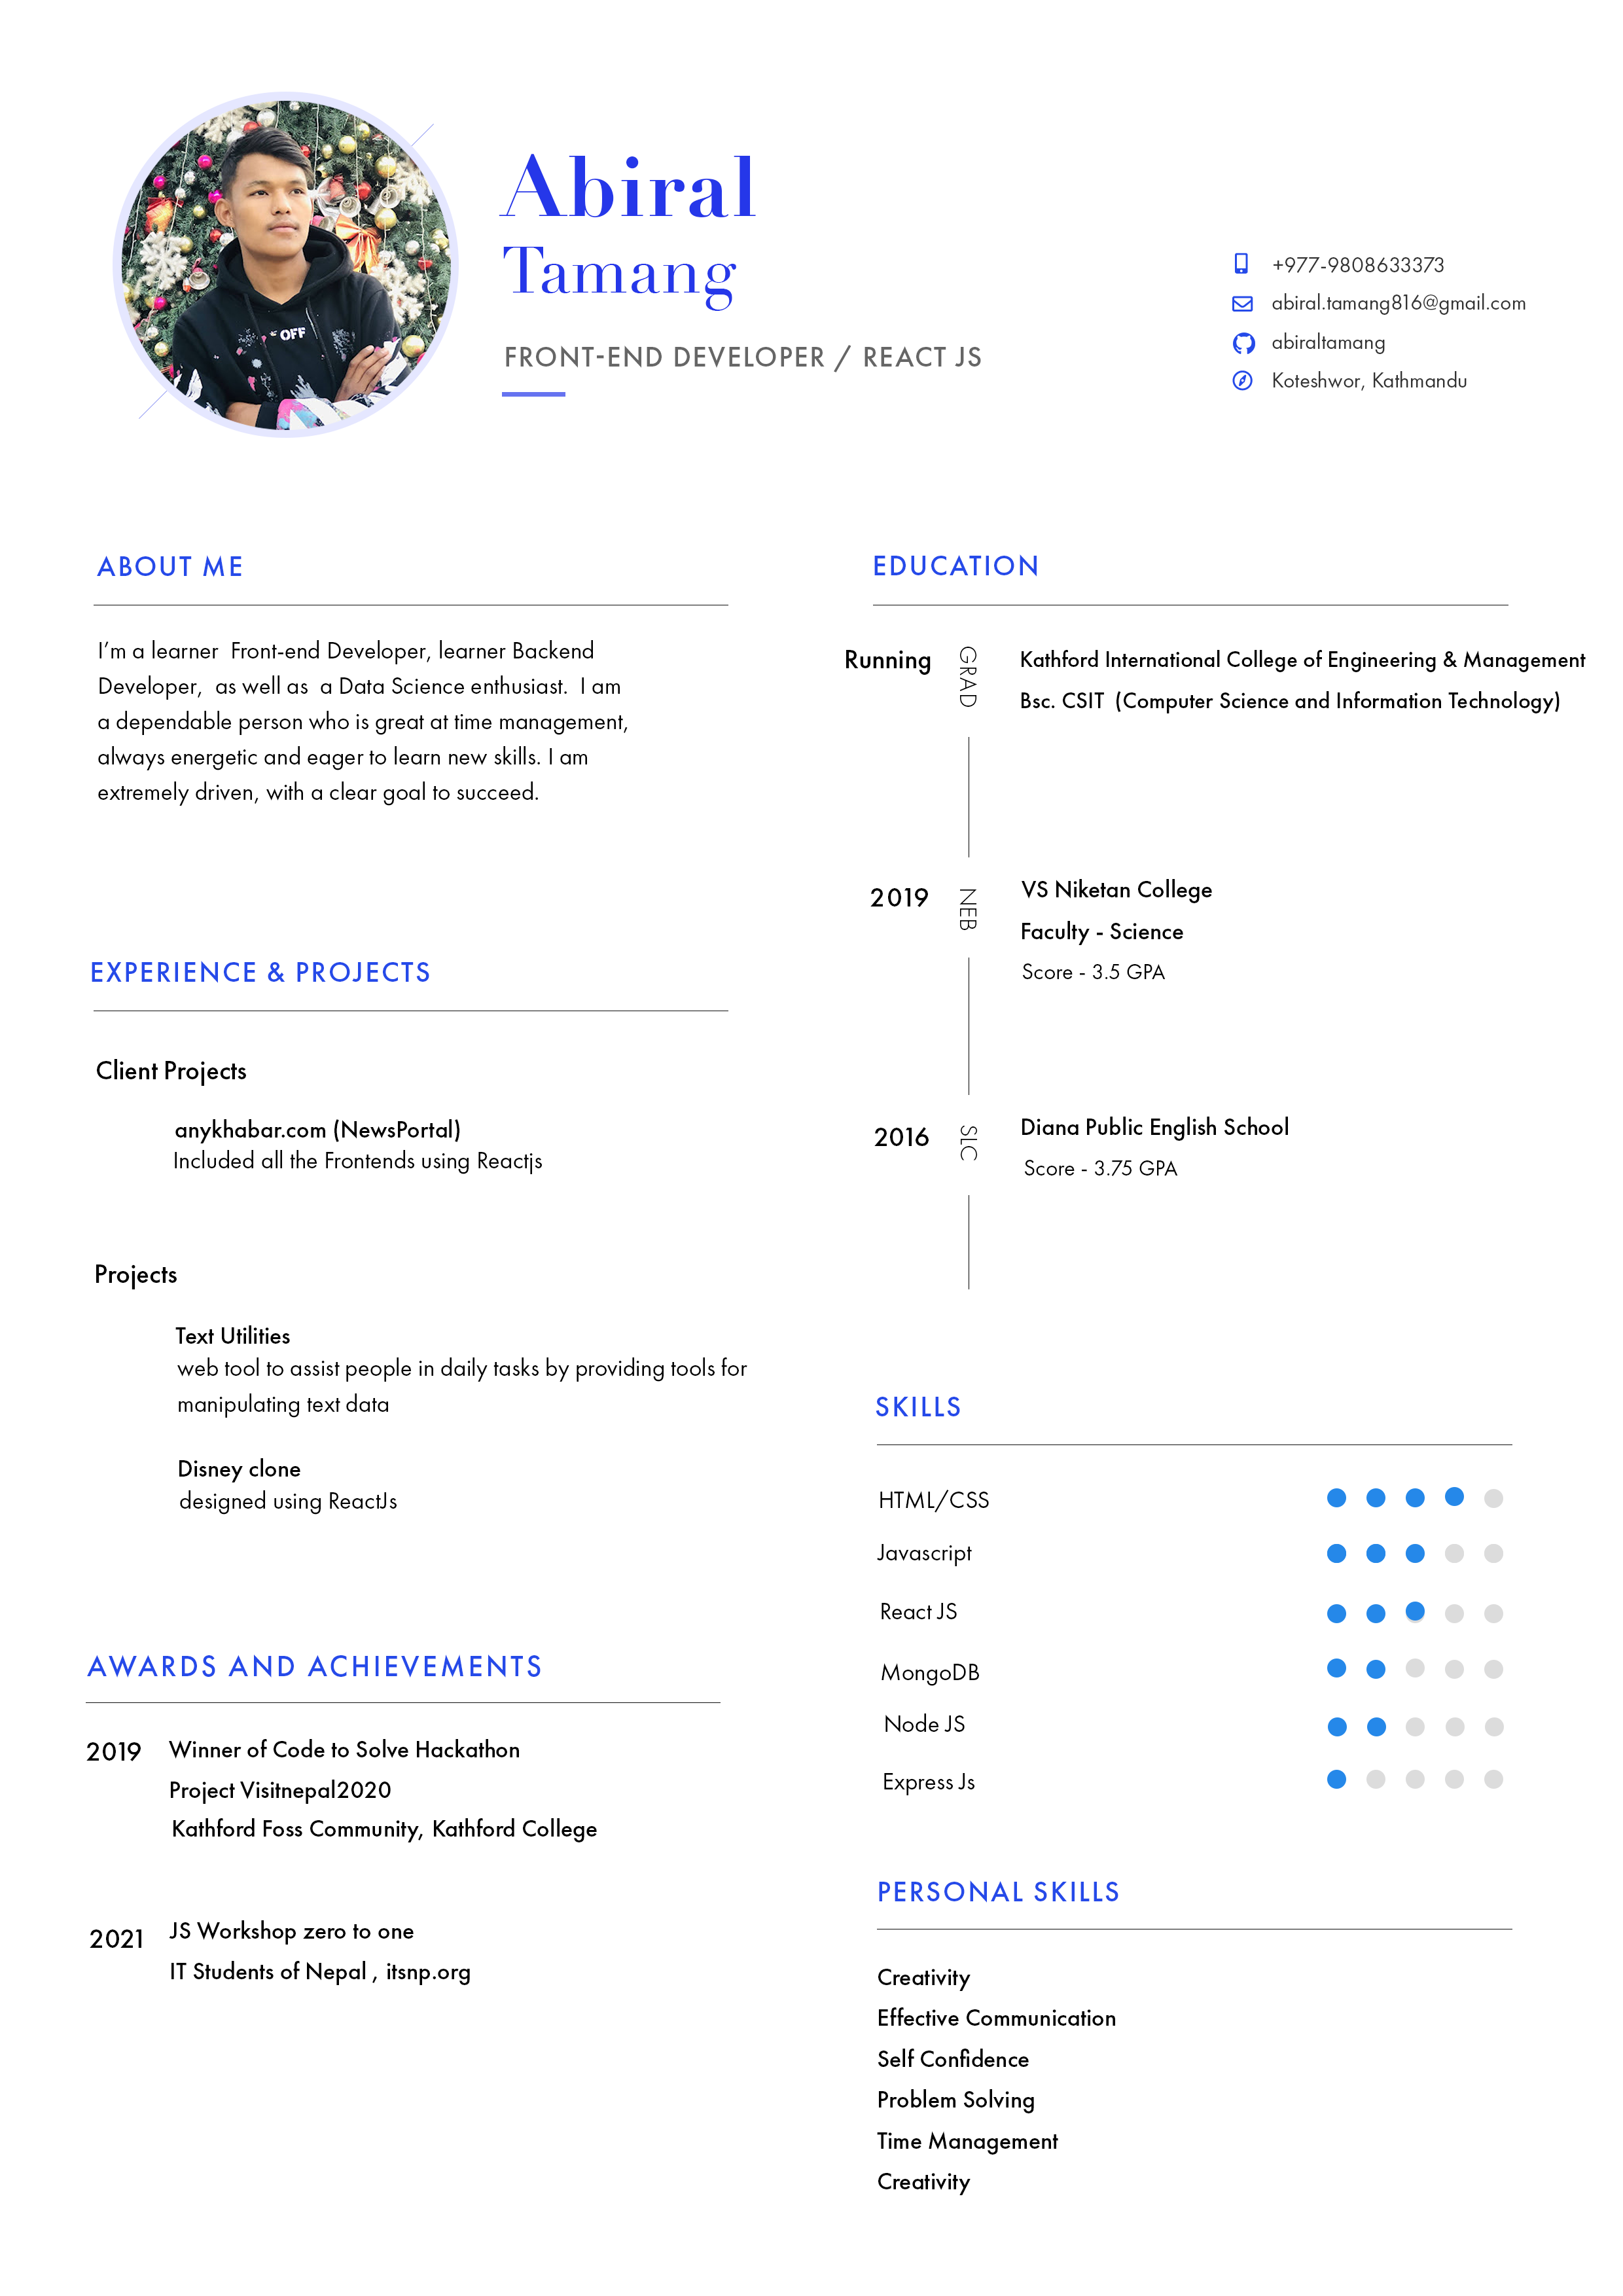 OFF
Abiral
Tamang
FRONT-END DEVELOPER / REACT JS
+977-9808633373
abiral.tamang816@gmail.com
abiraltamang
Koteshwor, Kathmandu
ABOUT ME
I'm a learner  Front-end Developer, learner Backend
Developer,  as well as  a Data Science enthusiast.  I am
a dependable person who is great at time management,
always energetic and eager to learn new skills. I am
extremely driven, with a clear goal to succeed.
EXPERIENCE & PROJECTS
Client Projects
anykhabar.com (NewsPortal)
Included all the Frontends using Reactjs
Projects
Text Utilities
web tool to assist people in daily tasks by providing tools for
manipulating text data
Disney clone
designed using ReactJs
AWARDS AND ACHIEVEMENTS
2019 Winner of Code to Solve Hackathon
Project Visitnepal2020
Kathford Foss Community, Kathford College
2021 JS Workshop zero to one
IT Students of Nepal , itsnp.org
EDUCATION
Running GRAD Kathford International College of Engineering & Management
Bsc. CSIT  (Computer Science and Information Technology)
2019 NEB VS Niketan College
Faculty - Science
Score - 3.5 GPA
2016 SLC Diana Public English School
Score - 3.75 GPA
SKILLS
HTML/CSS
Javascript
React JS
MongoDB
Node JS
Express Js
PERSONAL SKILLS
Creativity
Effective Communication
Self Confidence
Problem Solving
Time Management
Creativity